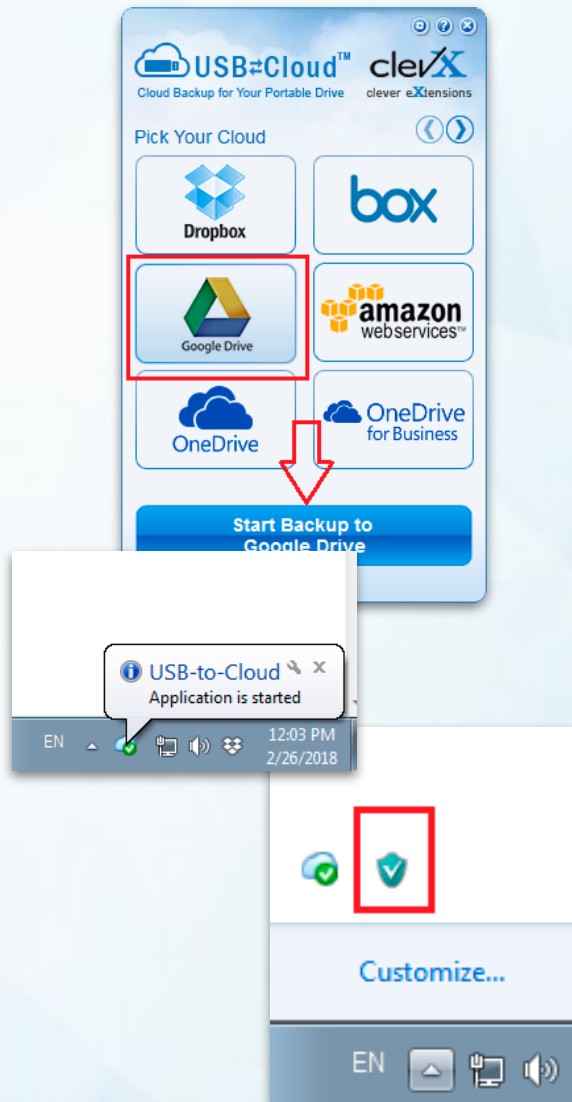 USB⇄Cloud™
Cloud Backup for Your Portable Drive
clevX
clever eXtensions
Pick Your Cloud
Dropbox
box
Google Drive
amazon
webservices™
OneDrive
OneDrive
for Business
Start Backup to
Google Drive
USB-to-Cloud
Application is started
EN
12:03 PM
2/26/2018
Customize...
EN